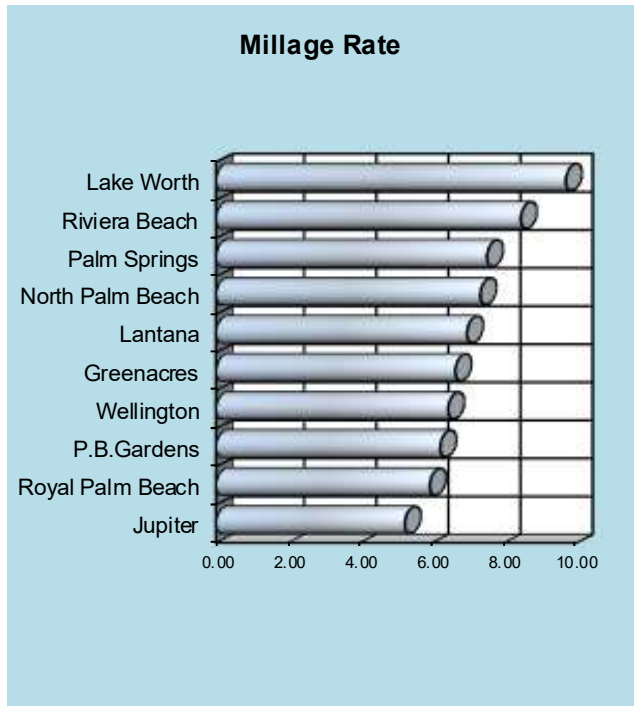 Millage Rate
Lake Worth
Riviera Beach
Palm Springs
North Palm Beach
Lantana
Greenacres
Wellington
P.B.Gardens
Royal Palm Beach
Jupiter
0.00 2.00 4.00 6.00 8.00 10.00